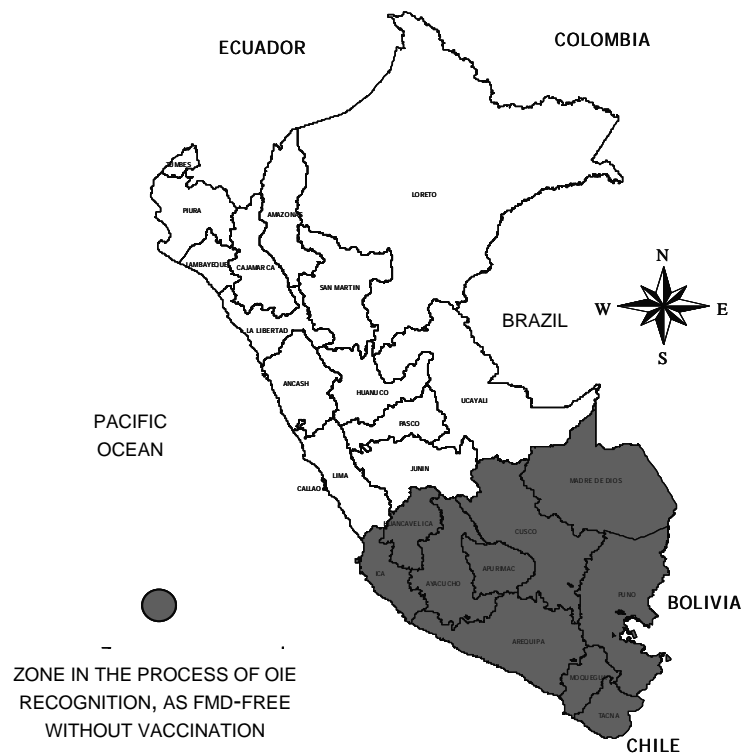 ECUADOR
COLOMBIA
TUMBES
LORETO
PIURA
AMAZONAS
LAMBAYEQUE
CAJAMARCA
SAN MARTIN
N
W
E
S
BRAZIL
LA LIBERTAD
ANCASH
HUANUCO
UCAYALI
PACIFIC
OCEAN
PASCO
JUNIN
LIMA
CALLAO
MADRE DE DIOS
HUANCAVELICA
CUSCO
ICA
AYACUCHO
APURIMAC
PUNO
BOLIVIA
AREQUIPA
MOQUEGUA
TACNA
CHILE
ZONE IN THE PROCESS OF OIE
RECOGNITION, AS FMD-FREE
WITHOUT VACCINATION